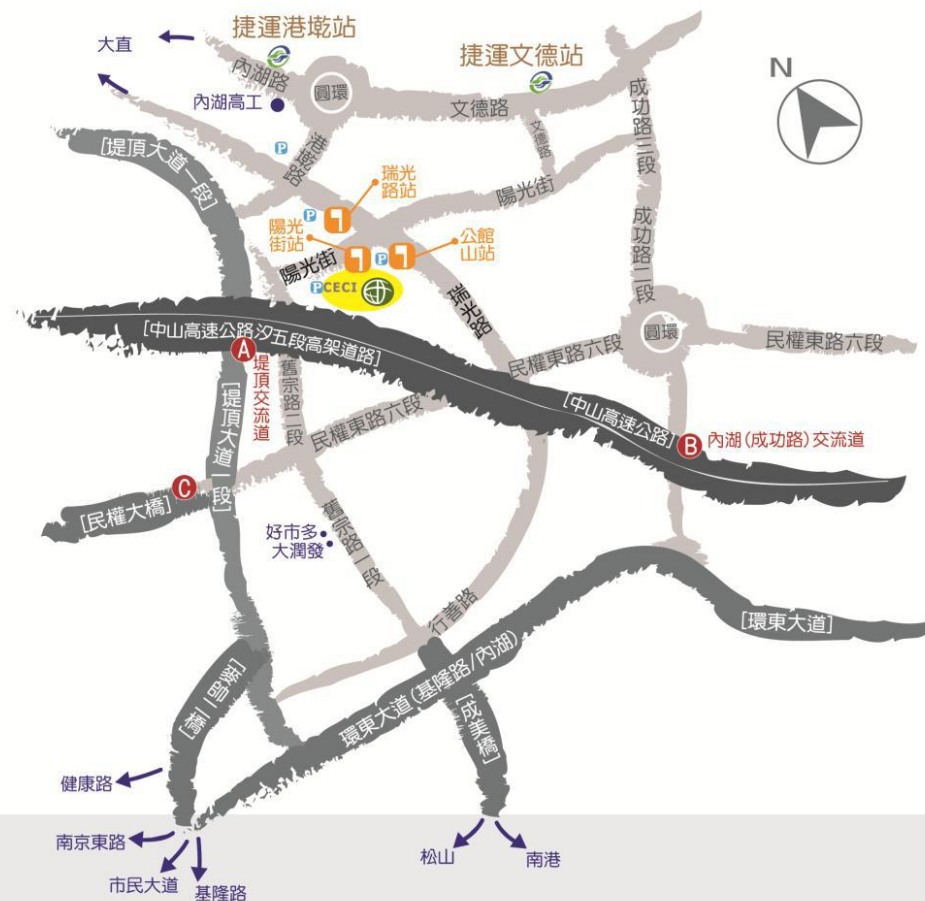 捷運港墘站
大直
捷運文德站
內湖路
圓環
N
內湖高工
文德路
成功路三段
文德路
[堤頂大道一段]
P
港墘路
陽光街
瑞光
路站
P
陽光
街站
公館
山站
成功路二段
陽光街
P
PCECI
瑞光路
[中山高速公路汐五段高架道路]
圓環
民權東路六段
民權東路六段
A
堤頂交流道
舊宗路二段
[堤頂大道一段]
民權東路六段
[中山高速公路]
B
內湖(成功路)交流道
C
[民權大橋]
好市多
大潤發
舊宗路一段
行善路
[環東大道]
[麥帥二橋]
環東大道(基隆路/內湖)
[成美橋]
健康路
南京東路
市民大道
基隆路
松山
南港